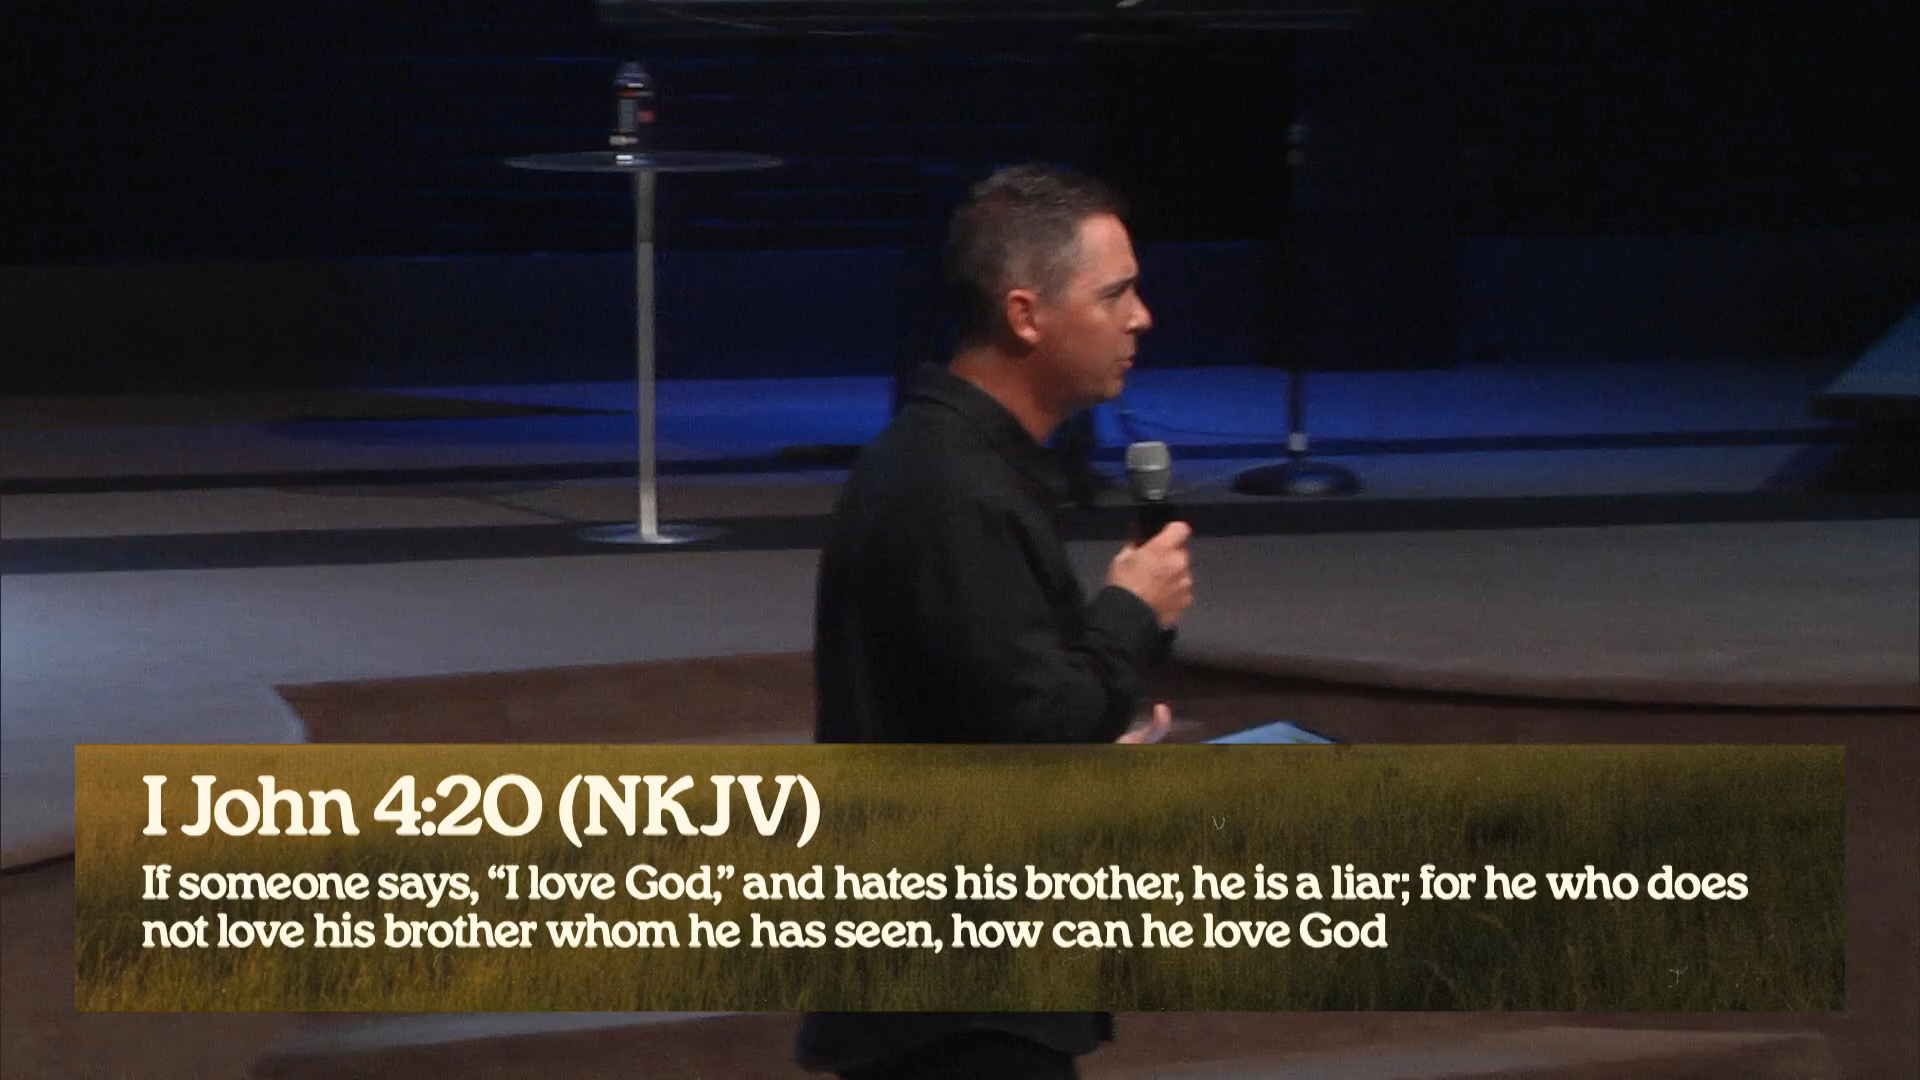 I John 4:20 (NKJV)
If someone says, “I love God,” and hates his brother, he is a liar; for he who does
not love his brother whom he has seen, how can he love God